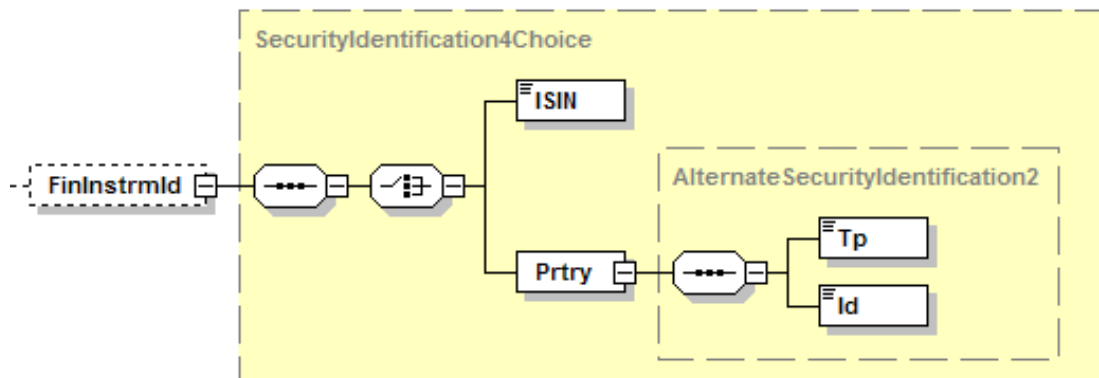 SecurityIdentification4Choice
ISIN
FinInstrmId
AlternateSecurityIdentification2
Tp
Prtry
Id